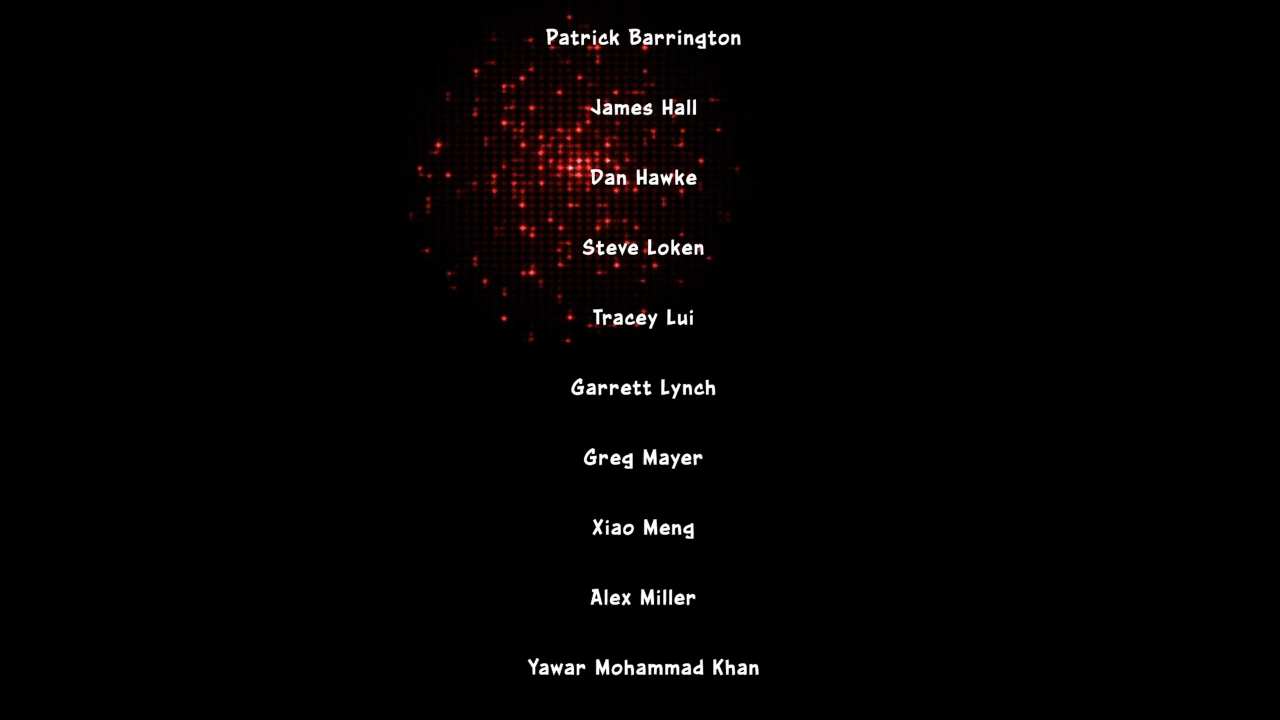 Patrick Barrington
James Hall
Dan Hawke
Steve Loken
Tracey Lui
Garrett Lynch
Greg Mayer
Xiao Meng
Alex Miller
Yawar Mohammad Khan